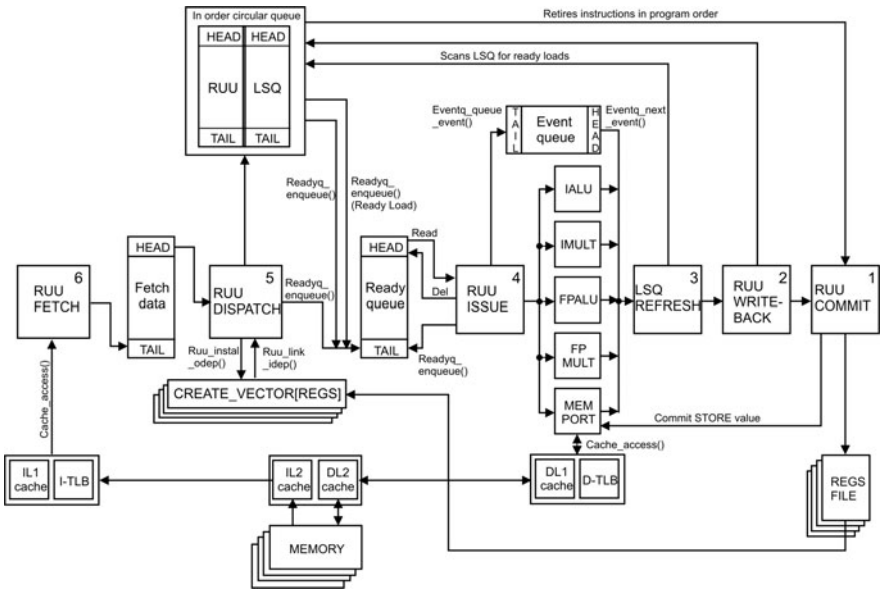 In order circular queue
HEAD HEAD
RUU LSQ
TAIL TAIL
Retires instructions in program order
Scans LSQ for ready loads
Eventq_queue
_event()
TAIL
Event
queue
HEAD
Eventq_next
_event()
Readyq_
enqueue()
Readyq_
enqueue()
(Ready Load)
IALU
IMULT
FPALU
FP
MULT
MEM
PORT
6
RUU
FETCH
HEAD
Fetch
data
TAIL
5
RUU
DISPATCH
Readyq_
enqueue()
HEAD
Ready
queue
TAIL
Read
Del
Readyq_
enqueue()
4
RUU
ISSUE
3
LSQ
REFRESH
2
RUU
WRITE-
BACK
1
RUU
COMMIT
Ruu_instal
_odep()
Ruu_link
_idep()
CREATE_VECTOR[REGS]
Commit STORE value
Cache_access()
Cache_access()
IL1
cache
I-TLB
IL2
cache
DL2
cache
DL1
cache
D-TLB
MEMORY
REGS
FILE